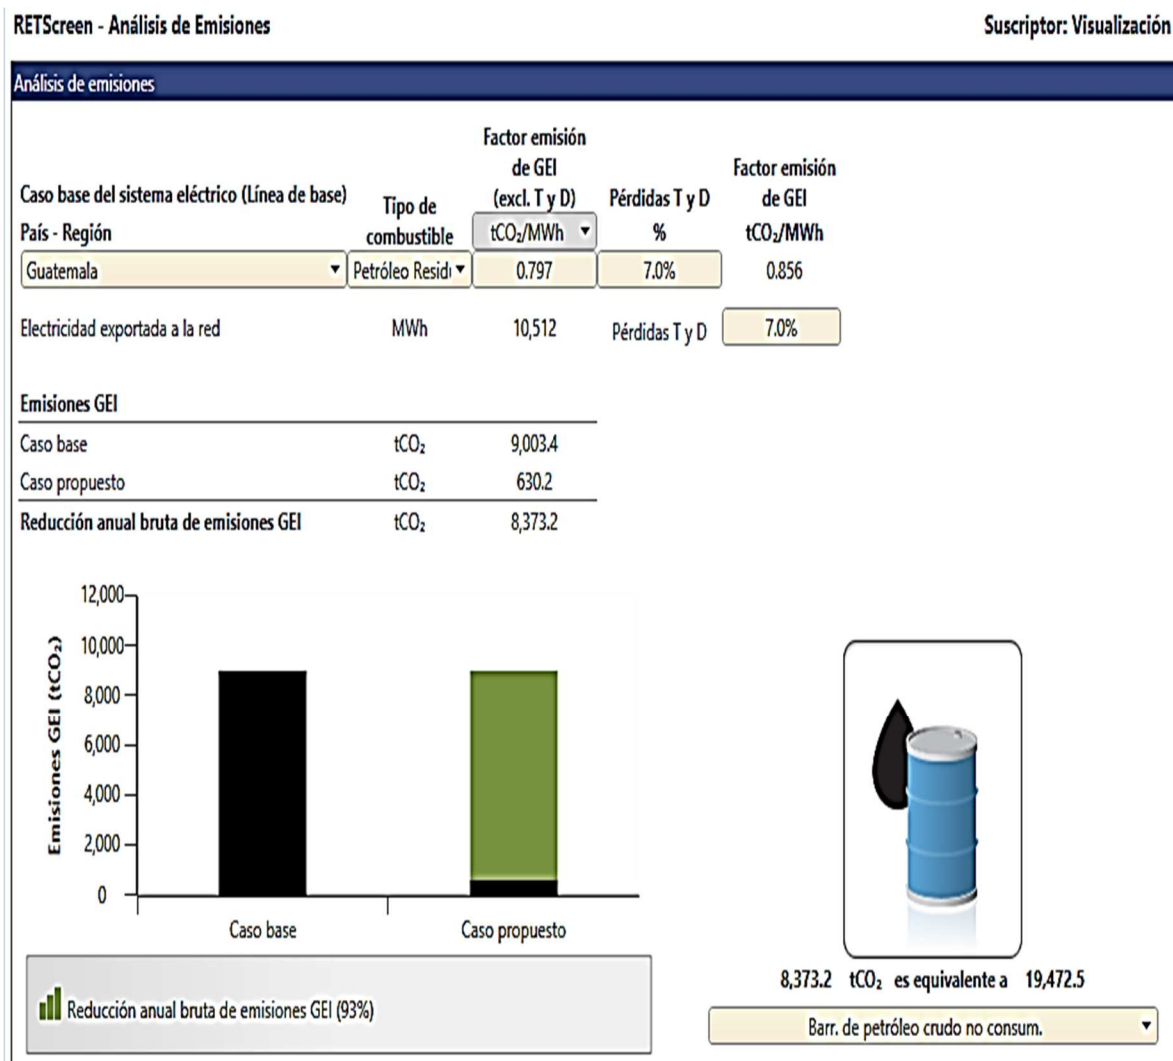 RETScreen - Análisis de Emisiones Suscriptor: Visualización
Análisis de emisiones
Factor emisión
de GEI Factor emisión
Caso base del sistema eléctrico (Línea de base) Tipo de (excl. T y D) Pérdidas T y D de GEI
País - Región combustible tCO₂/MWh % tCO₂/MWh
Guatemala Petróleo Resid 0.797 7.0% 0.856
Electricidad exportada a la red MWh 10,512 Pérdidas T y D 7.0%
Emisiones GEI
Caso base tCO₂ 9,003.4
Caso propuesto tCO₂ 630.2
Reducción anual bruta de emisiones GEI tCO₂ 8,373.2
12,000
10,000
8,000
6,000
4,000
2,000
0
Emisiones GEI (tCO₂)
Caso base Caso propuesto
Reducción anual bruta de emisiones GEI (93%)
8,373.2 tCO₂ es equivalente a 19,472.5
Barr. de petróleo crudo no consum.